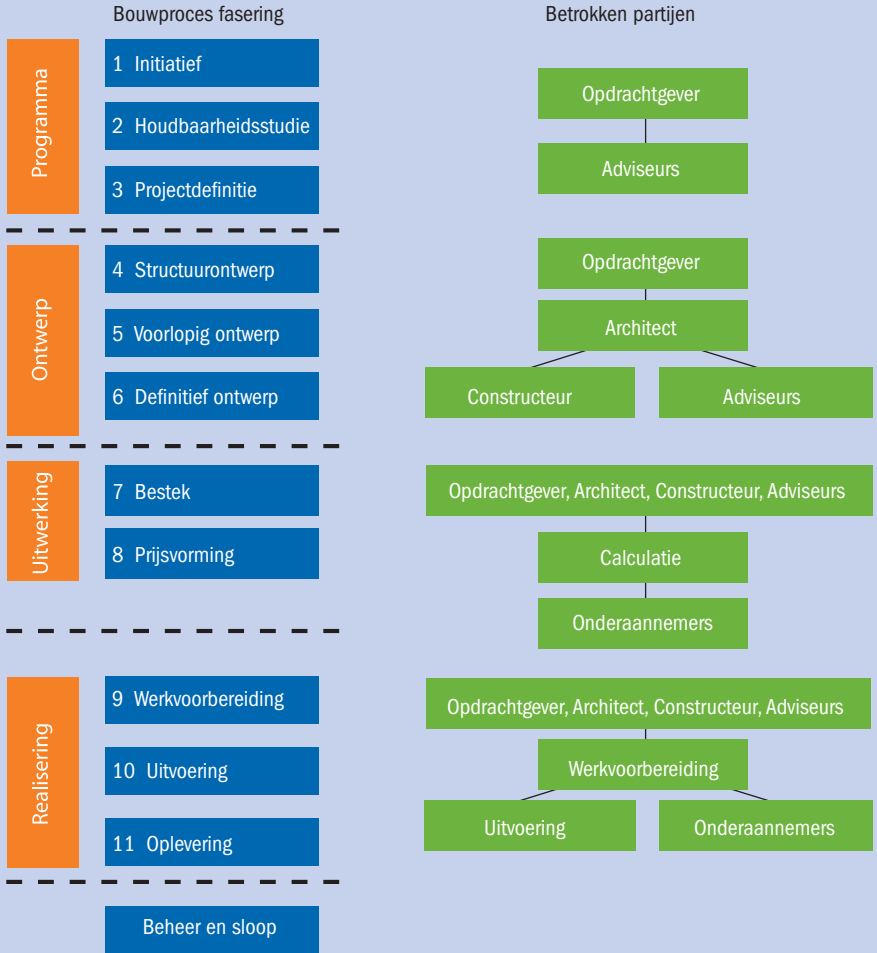 Bouwproces fasering
Betrokken partijen
Programma
1 Initiatief
2 Houdbaarheidsstudie
3 Projectdefinitie
Opdrachtgever
Adviseurs
Ontwerp
4 Structuurontwerp
5 Voorlopig ontwerp
6 Definitief ontwerp
Opdrachtgever
Architect
Constructeur
Adviseurs
Uitwerking
7 Bestek
8 Prijsvorming
Opdrachtgever, Architect, Constructeur, Adviseurs
Calculatie
Onderaannemers
Realisering
9 Werkvoorbereiding
10 Uitvoering
11 Oplevering
Opdrachtgever, Architect, Constructeur, Adviseurs
Werkvoorbereiding
Uitvoering
Onderaannemers
Beheer en sloop